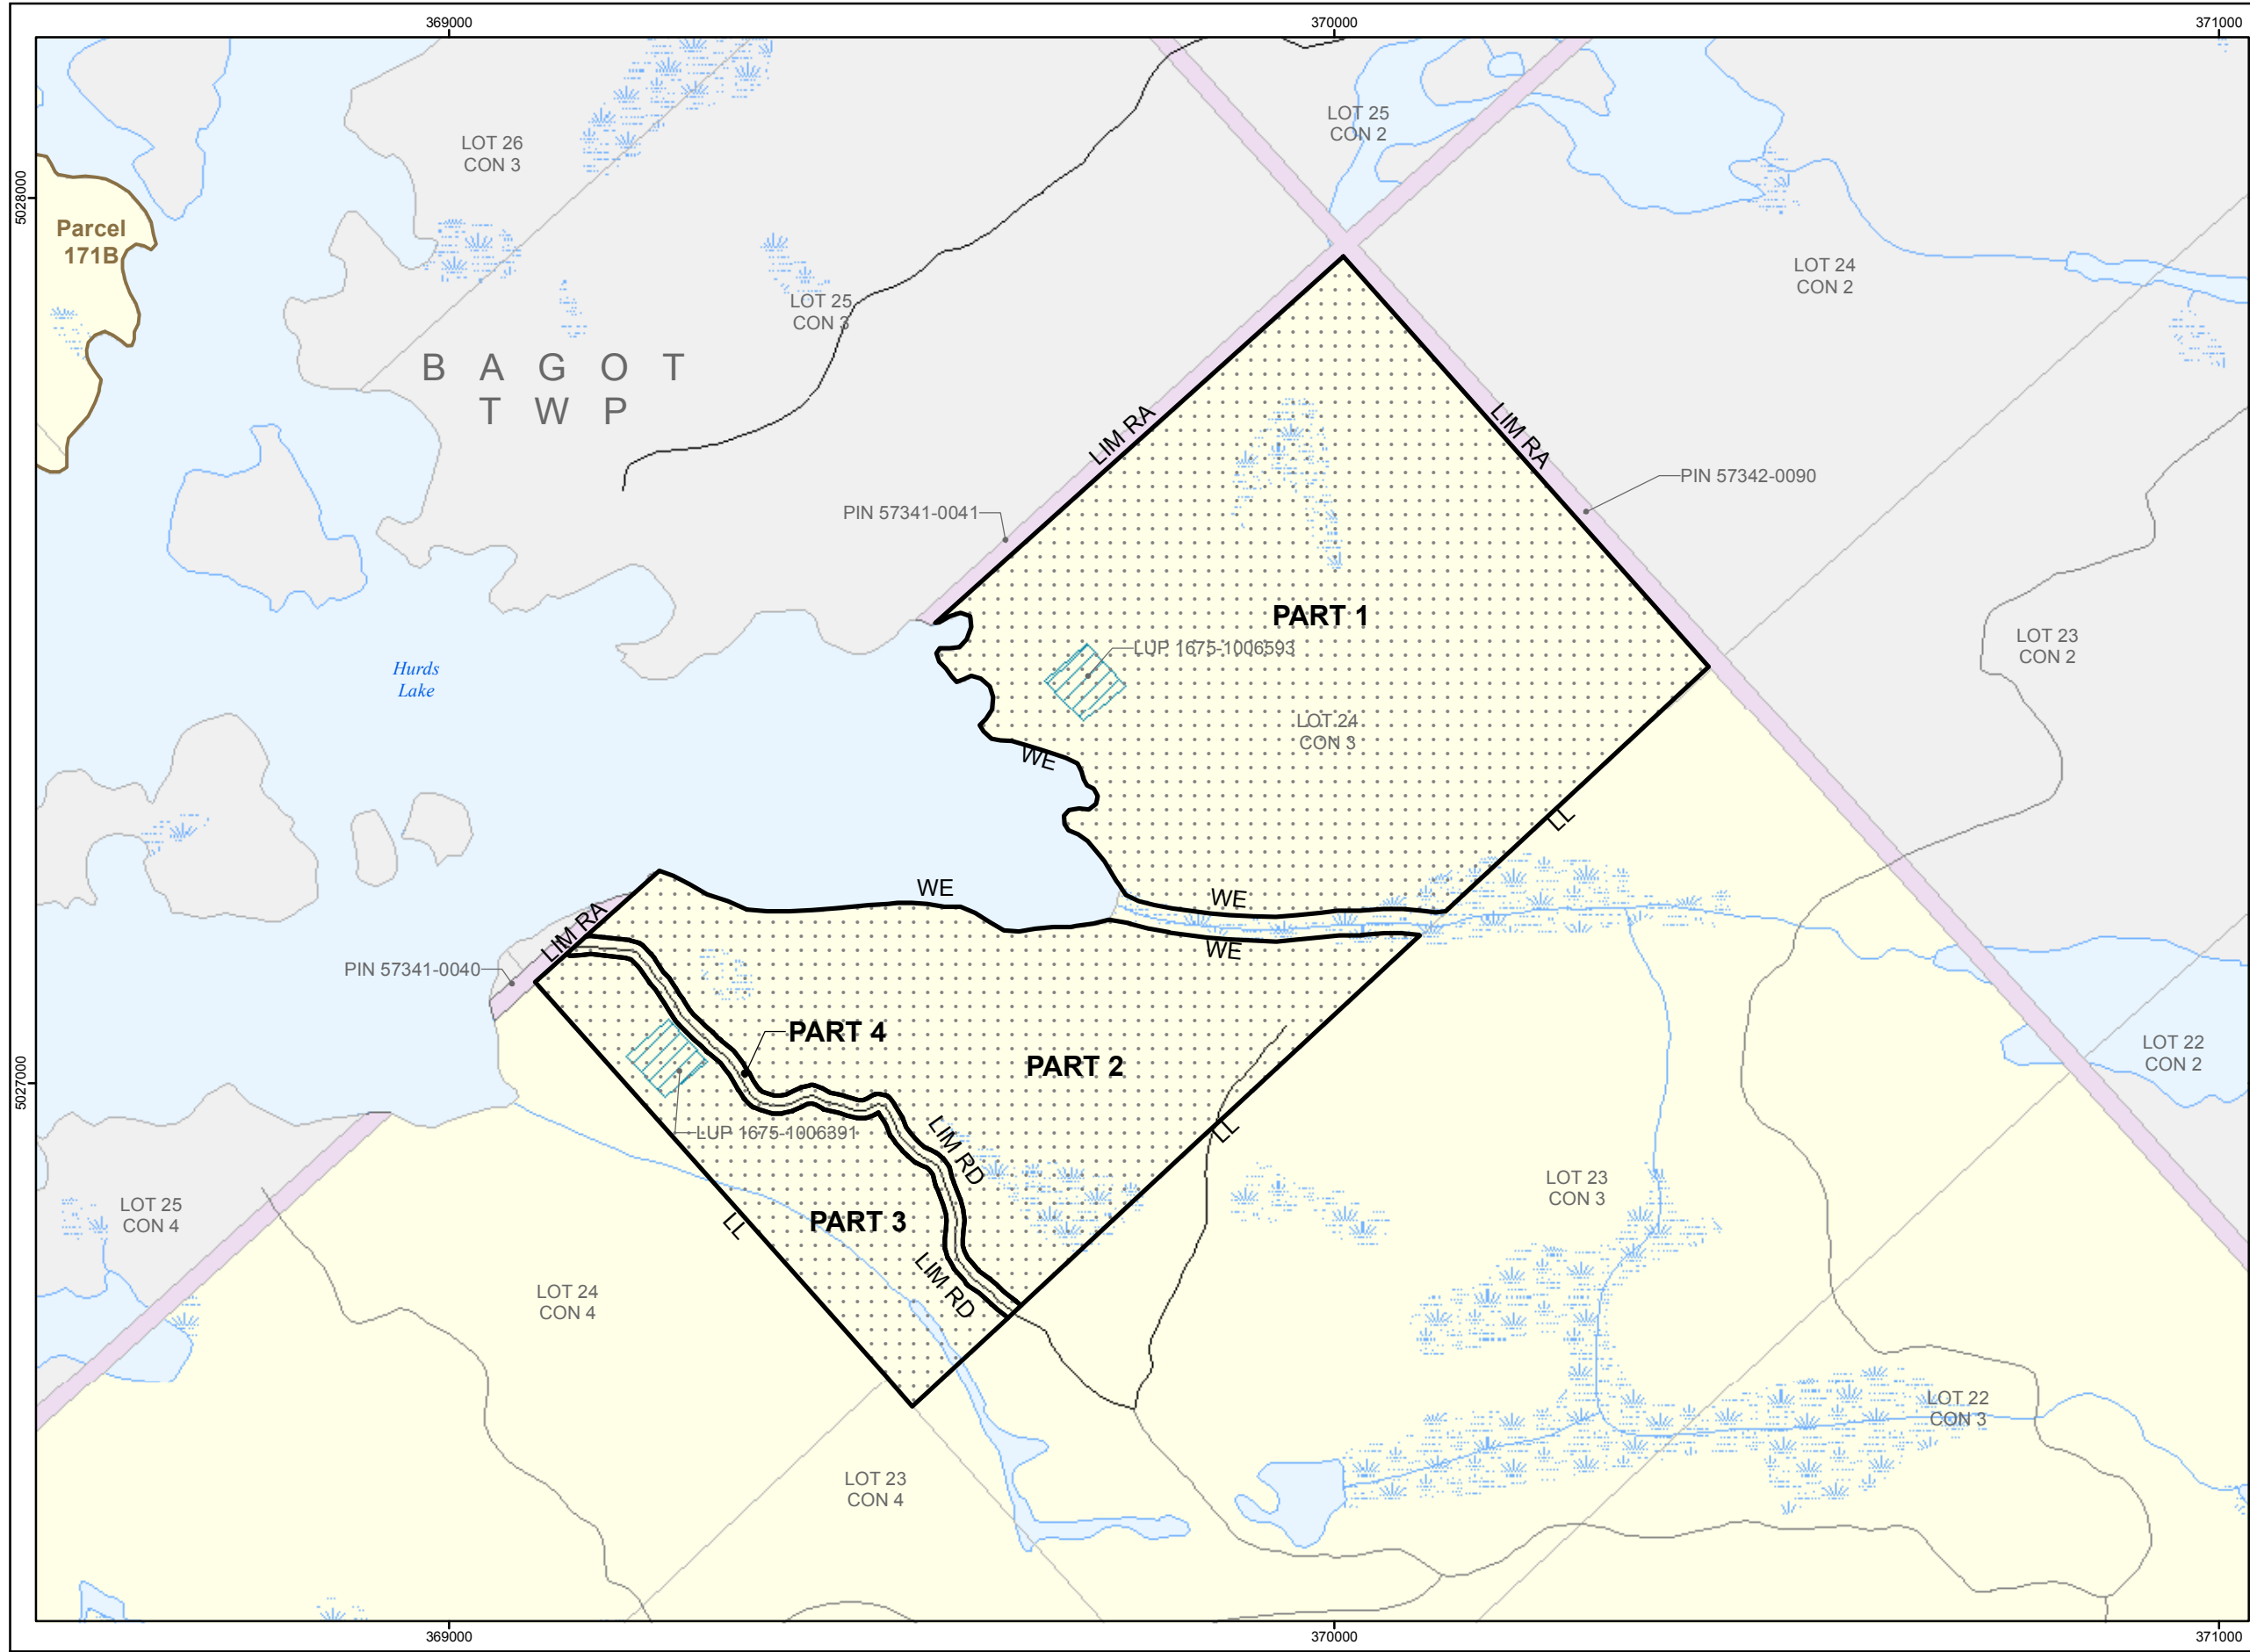 369000
370000
371000
LOT 25
CON 2
LOT 26
CON 3
5028000
Parcel
171B
LOT 24
CON 2
LOT 25
CON 3
B A G O T
T W P
LIM RA
LIM RA
PIN 57342-0090
PIN 57341-0041
PART 1
LUP 1675-1006593
LOT 23
CON 2
Hurds
Lake
LOT 24
CON 3
WE
LL
WE
WE
WE
LIM RA
PIN 57341-0040
PART 4
PART 2
LOT 22
CON 2
5027000
LUP 1675-1006391
LIM RD
LL
LOT 23
CON 3
LOT 25
CON 4
PART 3
LL
LIM RD
LOT 24
CON 4
LOT 22
CON 3
LOT 23
CON 4
369000
370000
371000